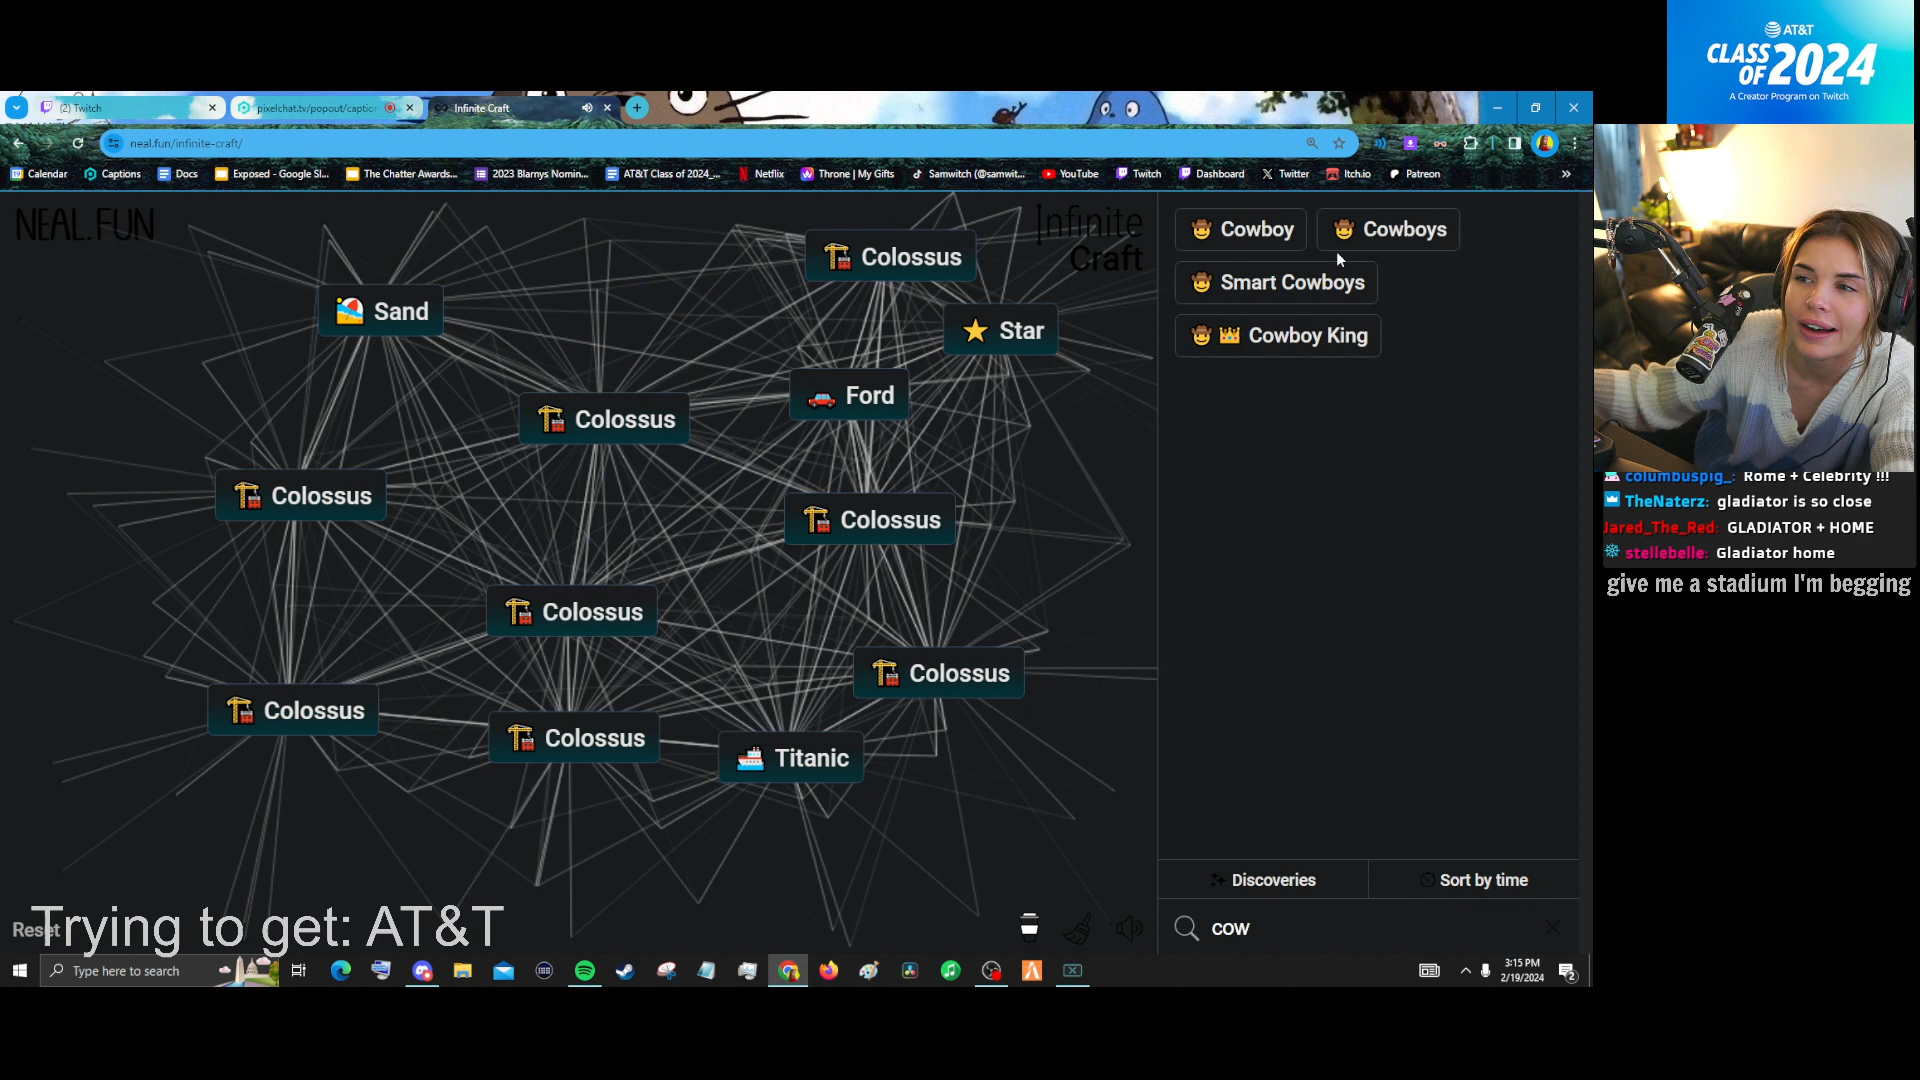 AT&T
CLASS
OF 2024
A Creator Program on Twitch
(2) Twitch
pixelchat.tv/popout/caption
Infinite Craft
neal.fun/infinite-craft/
Calendar
Captions
Docs
Exposed - Google Sl...
The Chatter Awards...
2023 Blarnys Nomin...
AT&T Class of 2024_...
Netflix
Throne | My Gifts
Samwitch (@samwit...
YouTube
Twitch
Dashboard
Twitter
Itch.io
Patreon
NEAL.FUN
Infinite
Craft
Colossus
Sand
Star
Ford
Colossus
Colossus
Colossus
Colossus
Colossus
Colossus
Colossus
Titanic
Cowboy
Cowboys
Smart Cowboys
Cowboy King
Discoveries
Sort by time
cow
Reset
Trying to get: AT&T
columbuspig_: Rome + Celebrity !!!
TheNaterz: gladiator is so close
Jared_The_Red: GLADIATOR + HOME
stellebelle: Gladiator home
give me a stadium I'm begging
Type here to search
3:15 PM
2/19/2024
2